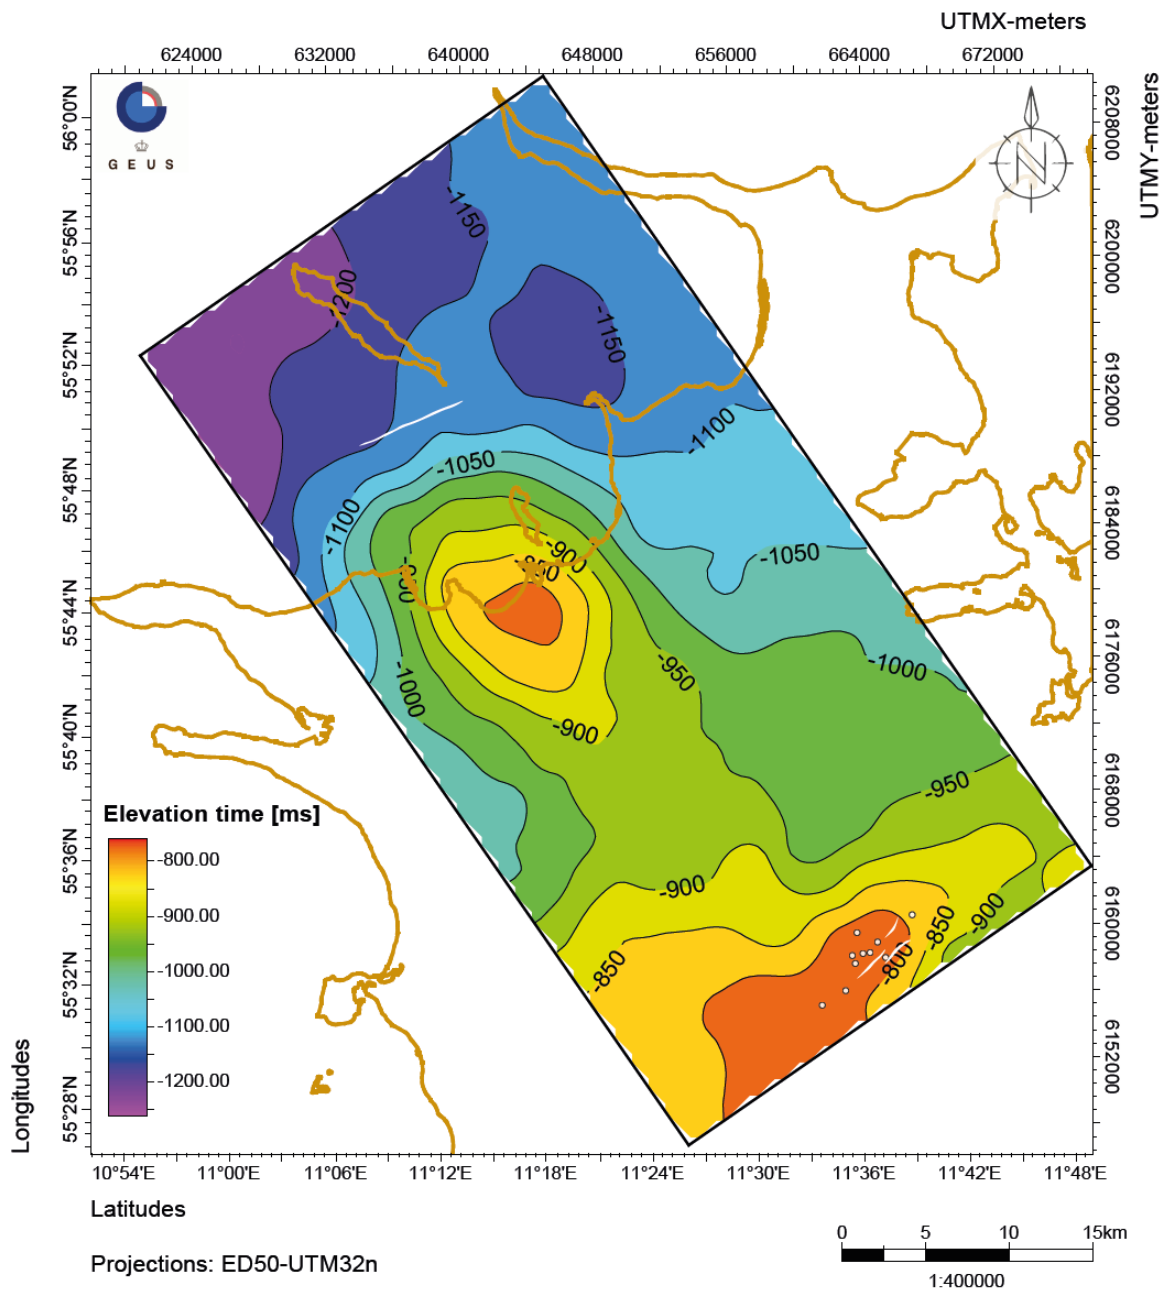 UTMX-meters
624000 632000 640000 648000 656000 664000 672000
UTMY-meters
6208000
6200000
6192000
6184000
6176000
6168000
6160000
6152000
56°00'N
55°56'N
55°52'N
55°48'N
55°44'N
55°40'N
55°36'N
55°32'N
55°28'N
GEUS
N
-1150
-1200
-1150
-1100
-1050
-1100
-1050
-900
-850
-950
-1000
-950
-1000
-900
-950
-900
-850
-900
-850
-800
Elevation time [ms]
-800.00
-900.00
-1000.00
-1100.00
-1200.00
Longitudes
10°54'E 11°00'E 11°06'E 11°12'E 11°18'E 11°24'E 11°30'E 11°36'E 11°42'E 11°48'E
Latitudes
Projections: ED50-UTM32n
0 5 10 15km
1:400000